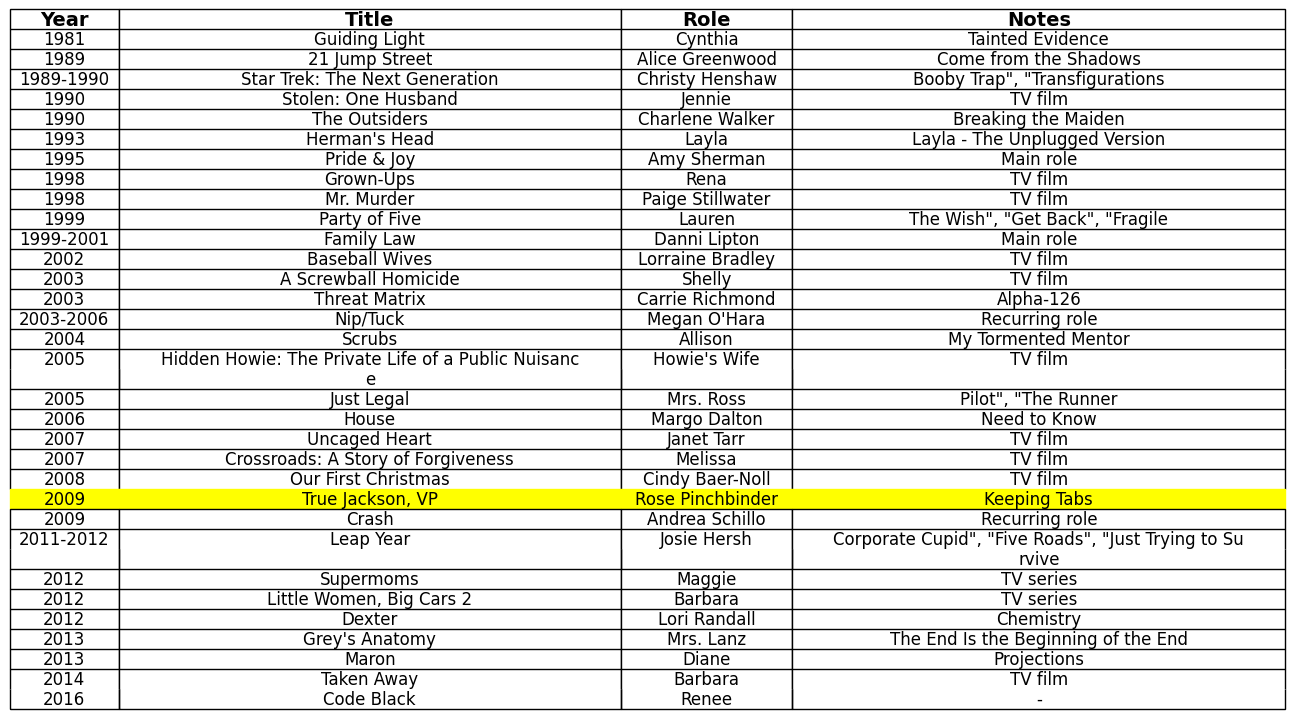 Year Title Role Notes
1981 Guiding Light Cynthia Tainted Evidence
1989 21 Jump Street Alice Greenwood Come from the Shadows
1989-1990 Star Trek: The Next Generation Christy Henshaw Booby Trap", "Transfigurations
1990 Stolen: One Husband Jennie TV film
1990 The Outsiders Charlene Walker Breaking the Maiden
1993 Herman's Head Layla Layla - The Unplugged Version
1995 Pride & Joy Amy Sherman Main role
1998 Grown-Ups Rena TV film
1998 Mr. Murder Paige Stillwater TV film
1999 Party of Five Lauren The Wish", "Get Back", "Fragile
1999-2001 Family Law Danni Lipton Main role
2002 Baseball Wives Lorraine Bradley TV film
2003 A Screwball Homicide Shelly TV film
2003 Threat Matrix Carrie Richmond Alpha-126
2003-2006 Nip/Tuck Megan O'Hara Recurring role
2004 Scrubs Allison My Tormented Mentor
2005 Hidden Howie: The Private Life of a Public Nuisanc Howie's Wife TV film
e
2005 Just Legal Mrs. Ross Pilot", "The Runner
2006 House Margo Dalton Need to Know
2007 Uncaged Heart Janet Tarr TV film
2007 Crossroads: A Story of Forgiveness Melissa TV film
2008 Our First Christmas Cindy Baer-Noll TV film
2009 True Jackson, VP Rose Pinchbinder Keeping Tabs
2009 Crash Andrea Schillo Recurring role
2011-2012 Leap Year Josie Hersh Corporate Cupid", "Five Roads", "Just Trying to Su
rvive
2012 Supermoms Maggie TV series
2012 Little Women, Big Cars 2 Barbara TV series
2012 Dexter Lori Randall Chemistry
2013 Grey's Anatomy Mrs. Lanz The End Is the Beginning of the End
2013 Maron Diane Projections
2014 Taken Away Barbara TV film
2016 Code Black Renee -